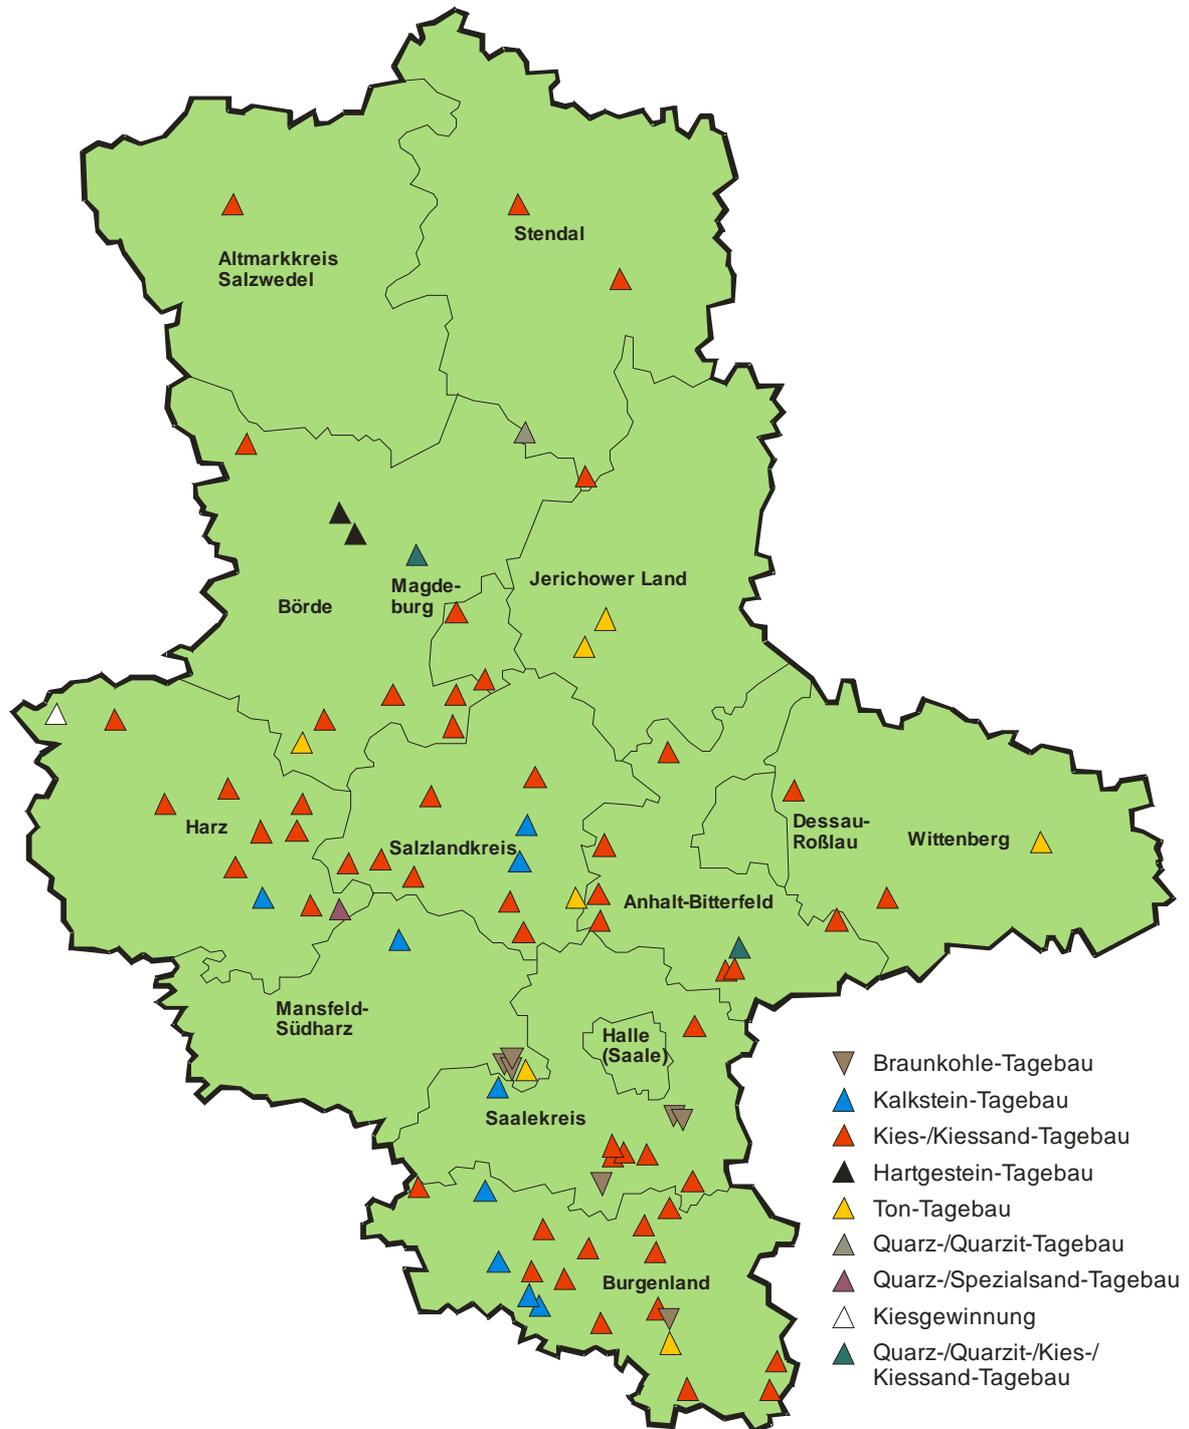 Stendal
Altmarkkreis
Salzwedel
Jerichower Land
Magde-
burg
Börde
Dessau-
Roßlau
Harz
Wittenberg
Salzlandkreis
Anhalt-Bitterfeld
Mansfeld-
Südharz
Halle
(Saale)
Saalekreis
Burgenland
Braunkohle-Tagebau
Kalkstein-Tagebau
Kies-/Kiessand-Tagebau
Hartgestein-Tagebau
Ton-Tagebau
Quarz-/Quarzit-Tagebau
Quarz-/Spezialsand-Tagebau
Kiesgewinnung
Quarz-/Quarzit-/Kies-/
Kiessand-Tagebau